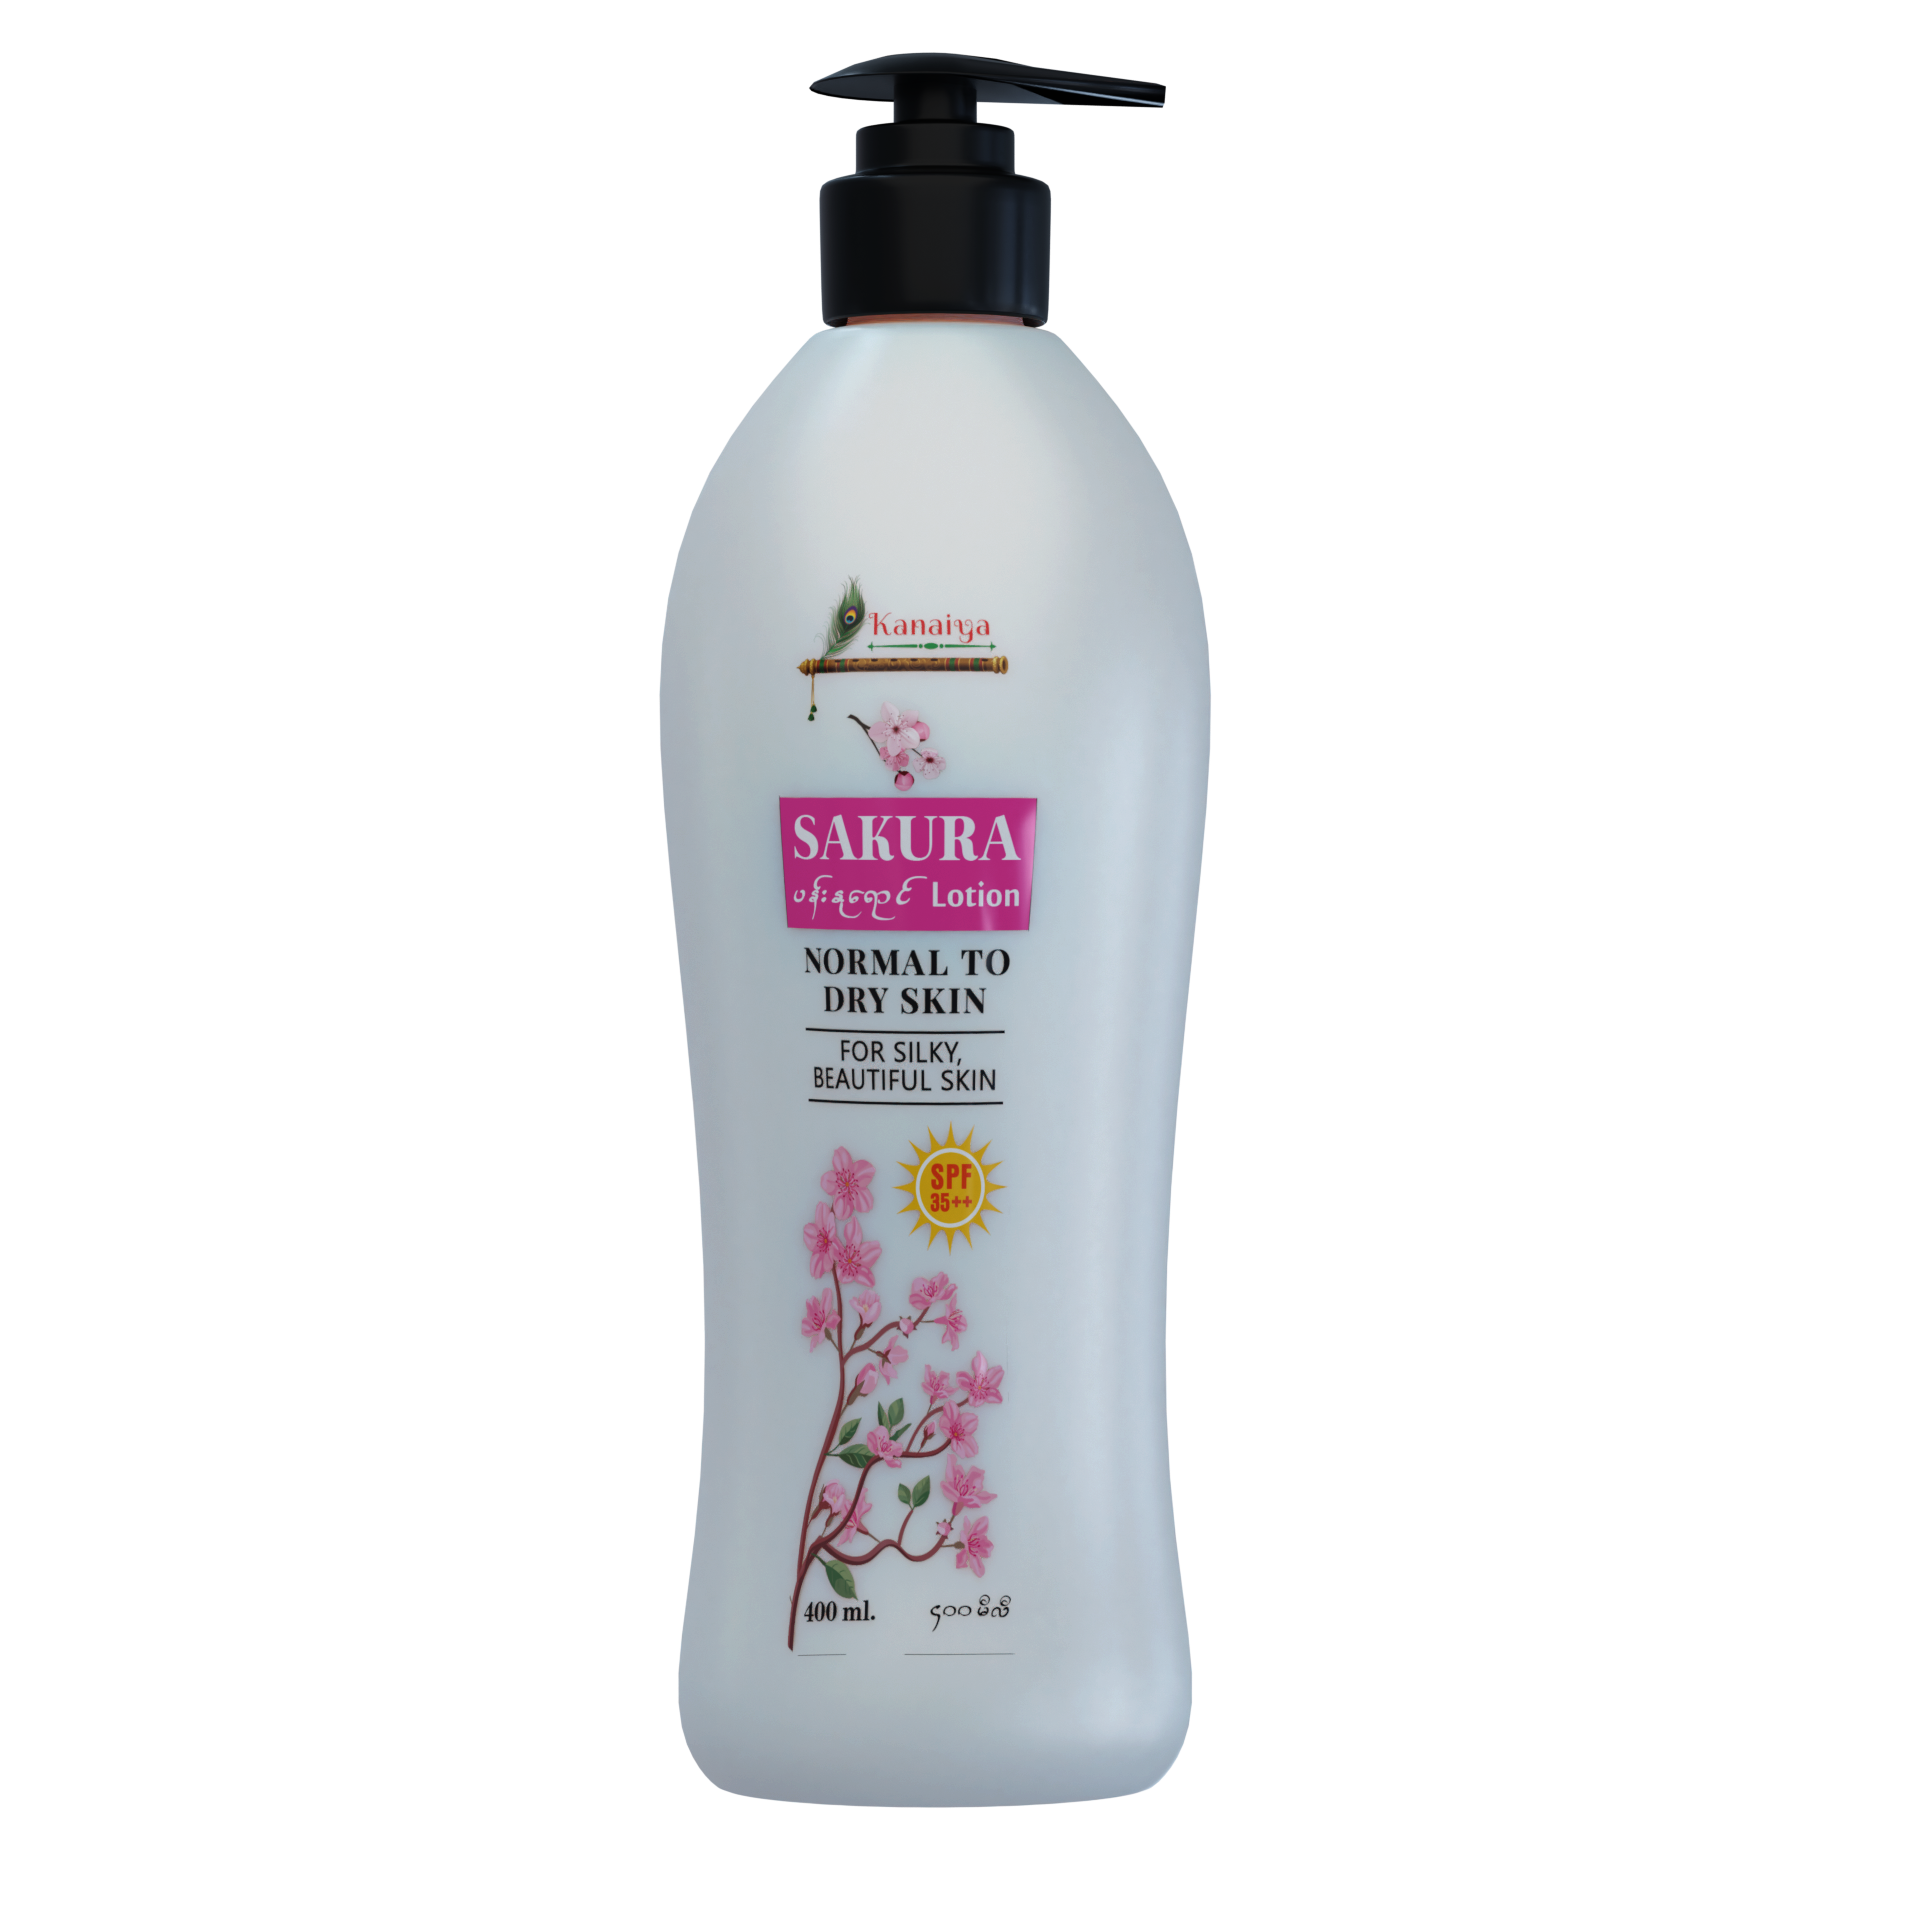 Kanaiya
SAKURA
ပန်းနုရောင် Lotion
NORMAL TO
DRY SKIN
FOR SILKY,
BEAUTIFUL SKIN
SPF
35++
400 ml. ၄၀၀ မီလီ